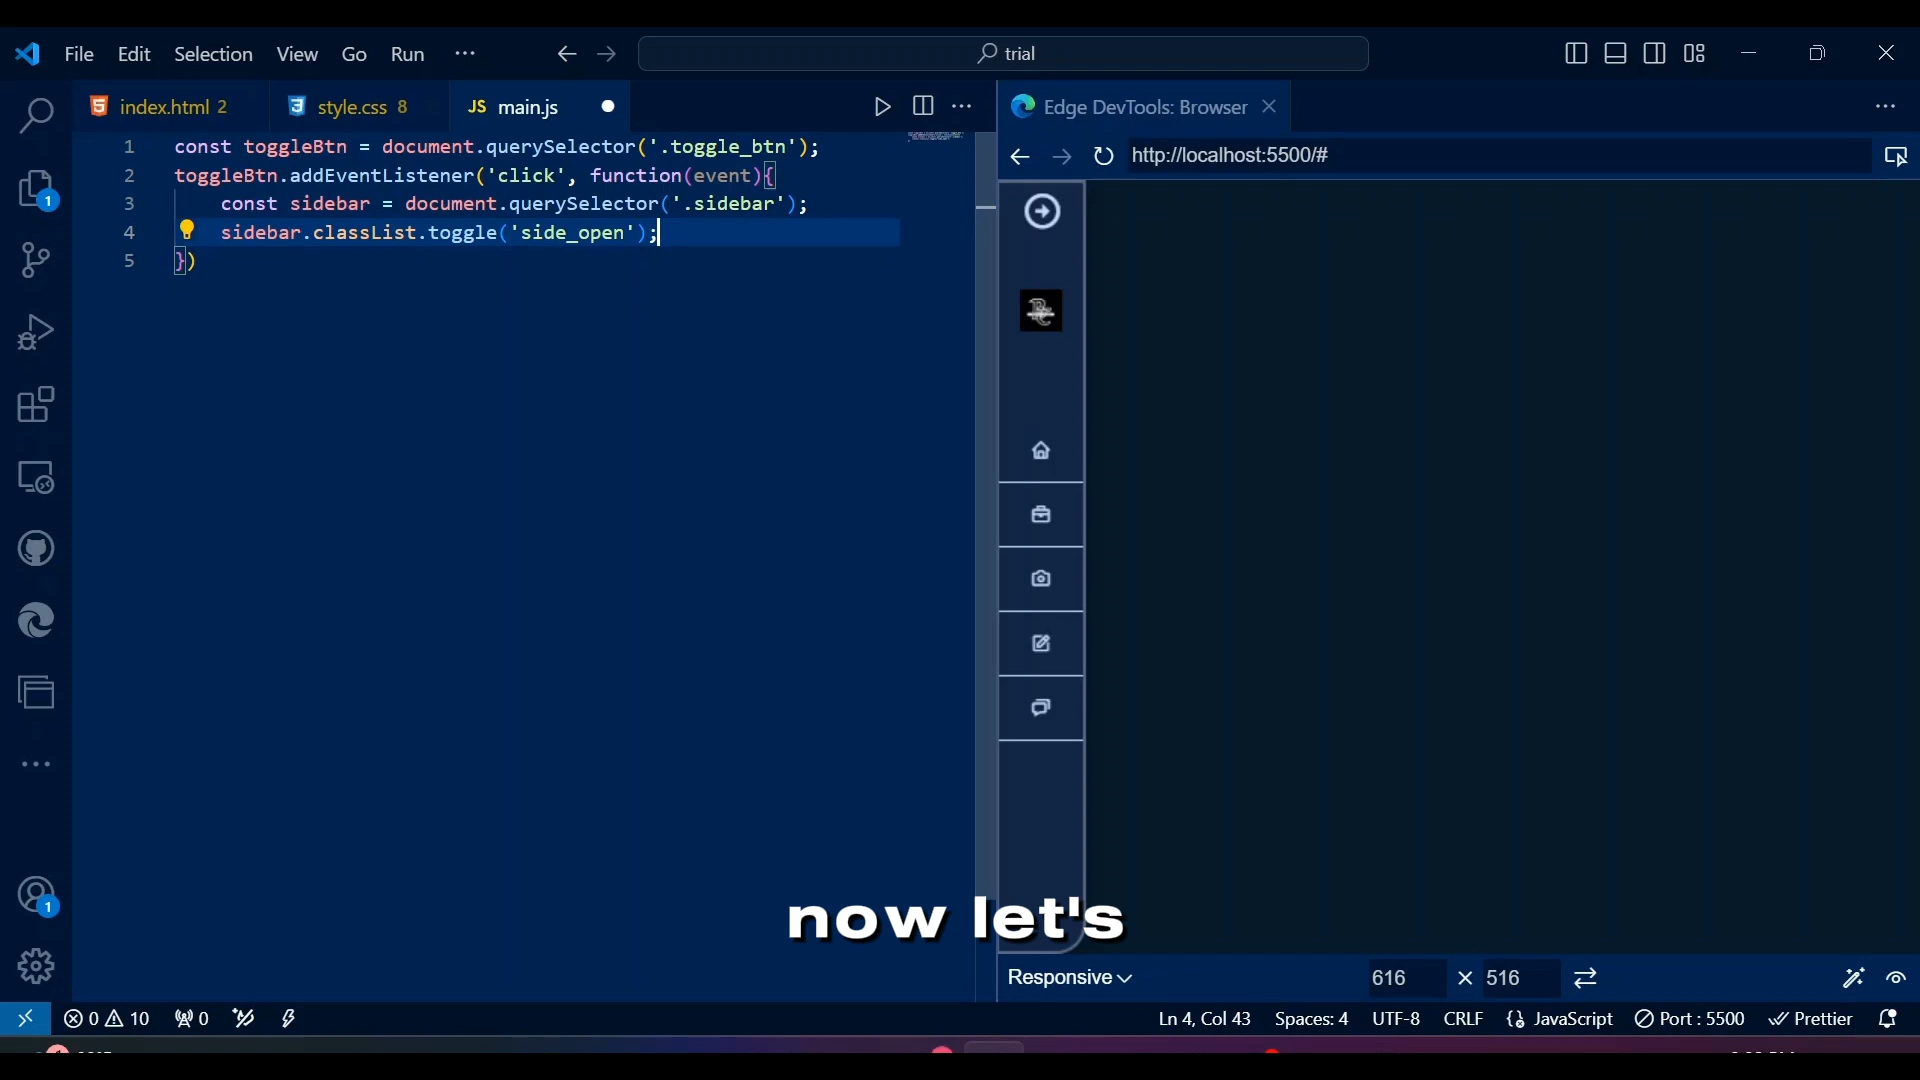 File Edit Selection View Go Run ··· trial
index.html 2 style.css 8 JS main.js
Edge DevTools: Browser
http://localhost:5500/#
1 const toggleBtn = document.querySelector('.toggle_btn');
2 toggleBtn.addEventListener('click', function(event){
3 const sidebar = document.querySelector('.sidebar');
4 sidebar.classList.toggle('side_open');
5 })
1
now let's
1
Responsive 616 × 516
0 10 0 Ln 4, Col 43 Spaces: 4 UTF-8 CRLF JavaScript Port : 5500 Prettier